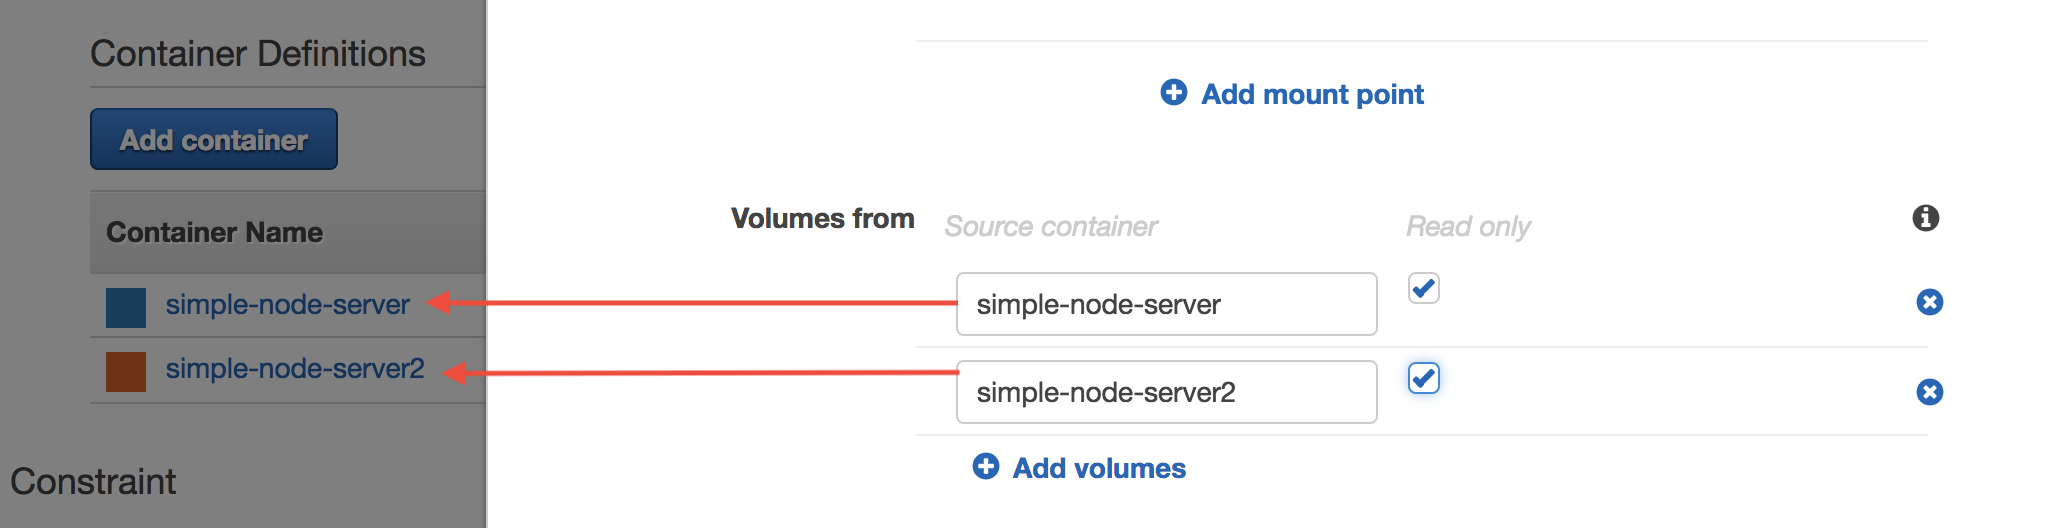 Container Definitions
Add container
Container Name
simple-node-server
simple-node-server2
Constraint
Add mount point
Volumes from
Source container
Read only
simple-node-server
simple-node-server2
Add volumes